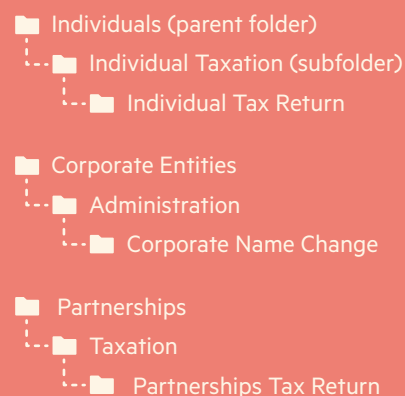 Individuals (parent folder)
Individual Taxation (subfolder)
Individual Tax Return
Corporate Entities
Administration
Corporate Name Change
Partnerships
Taxation
Partnerships Tax Return